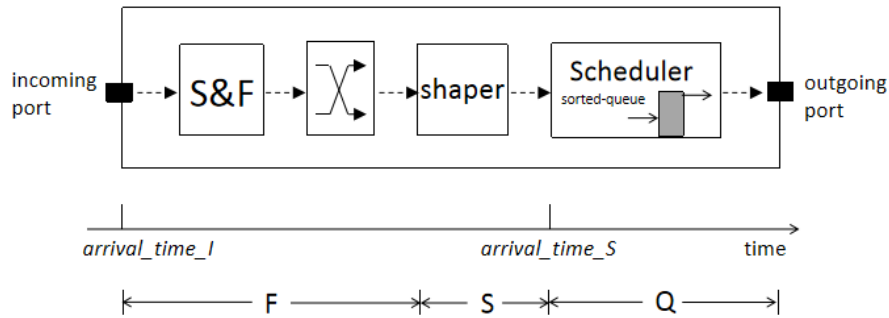 incoming
port
S&F
shaper
Scheduler
sorted-queue
outgoing
port
arrival_time_I
arrival_time_S
time
F
S
Q